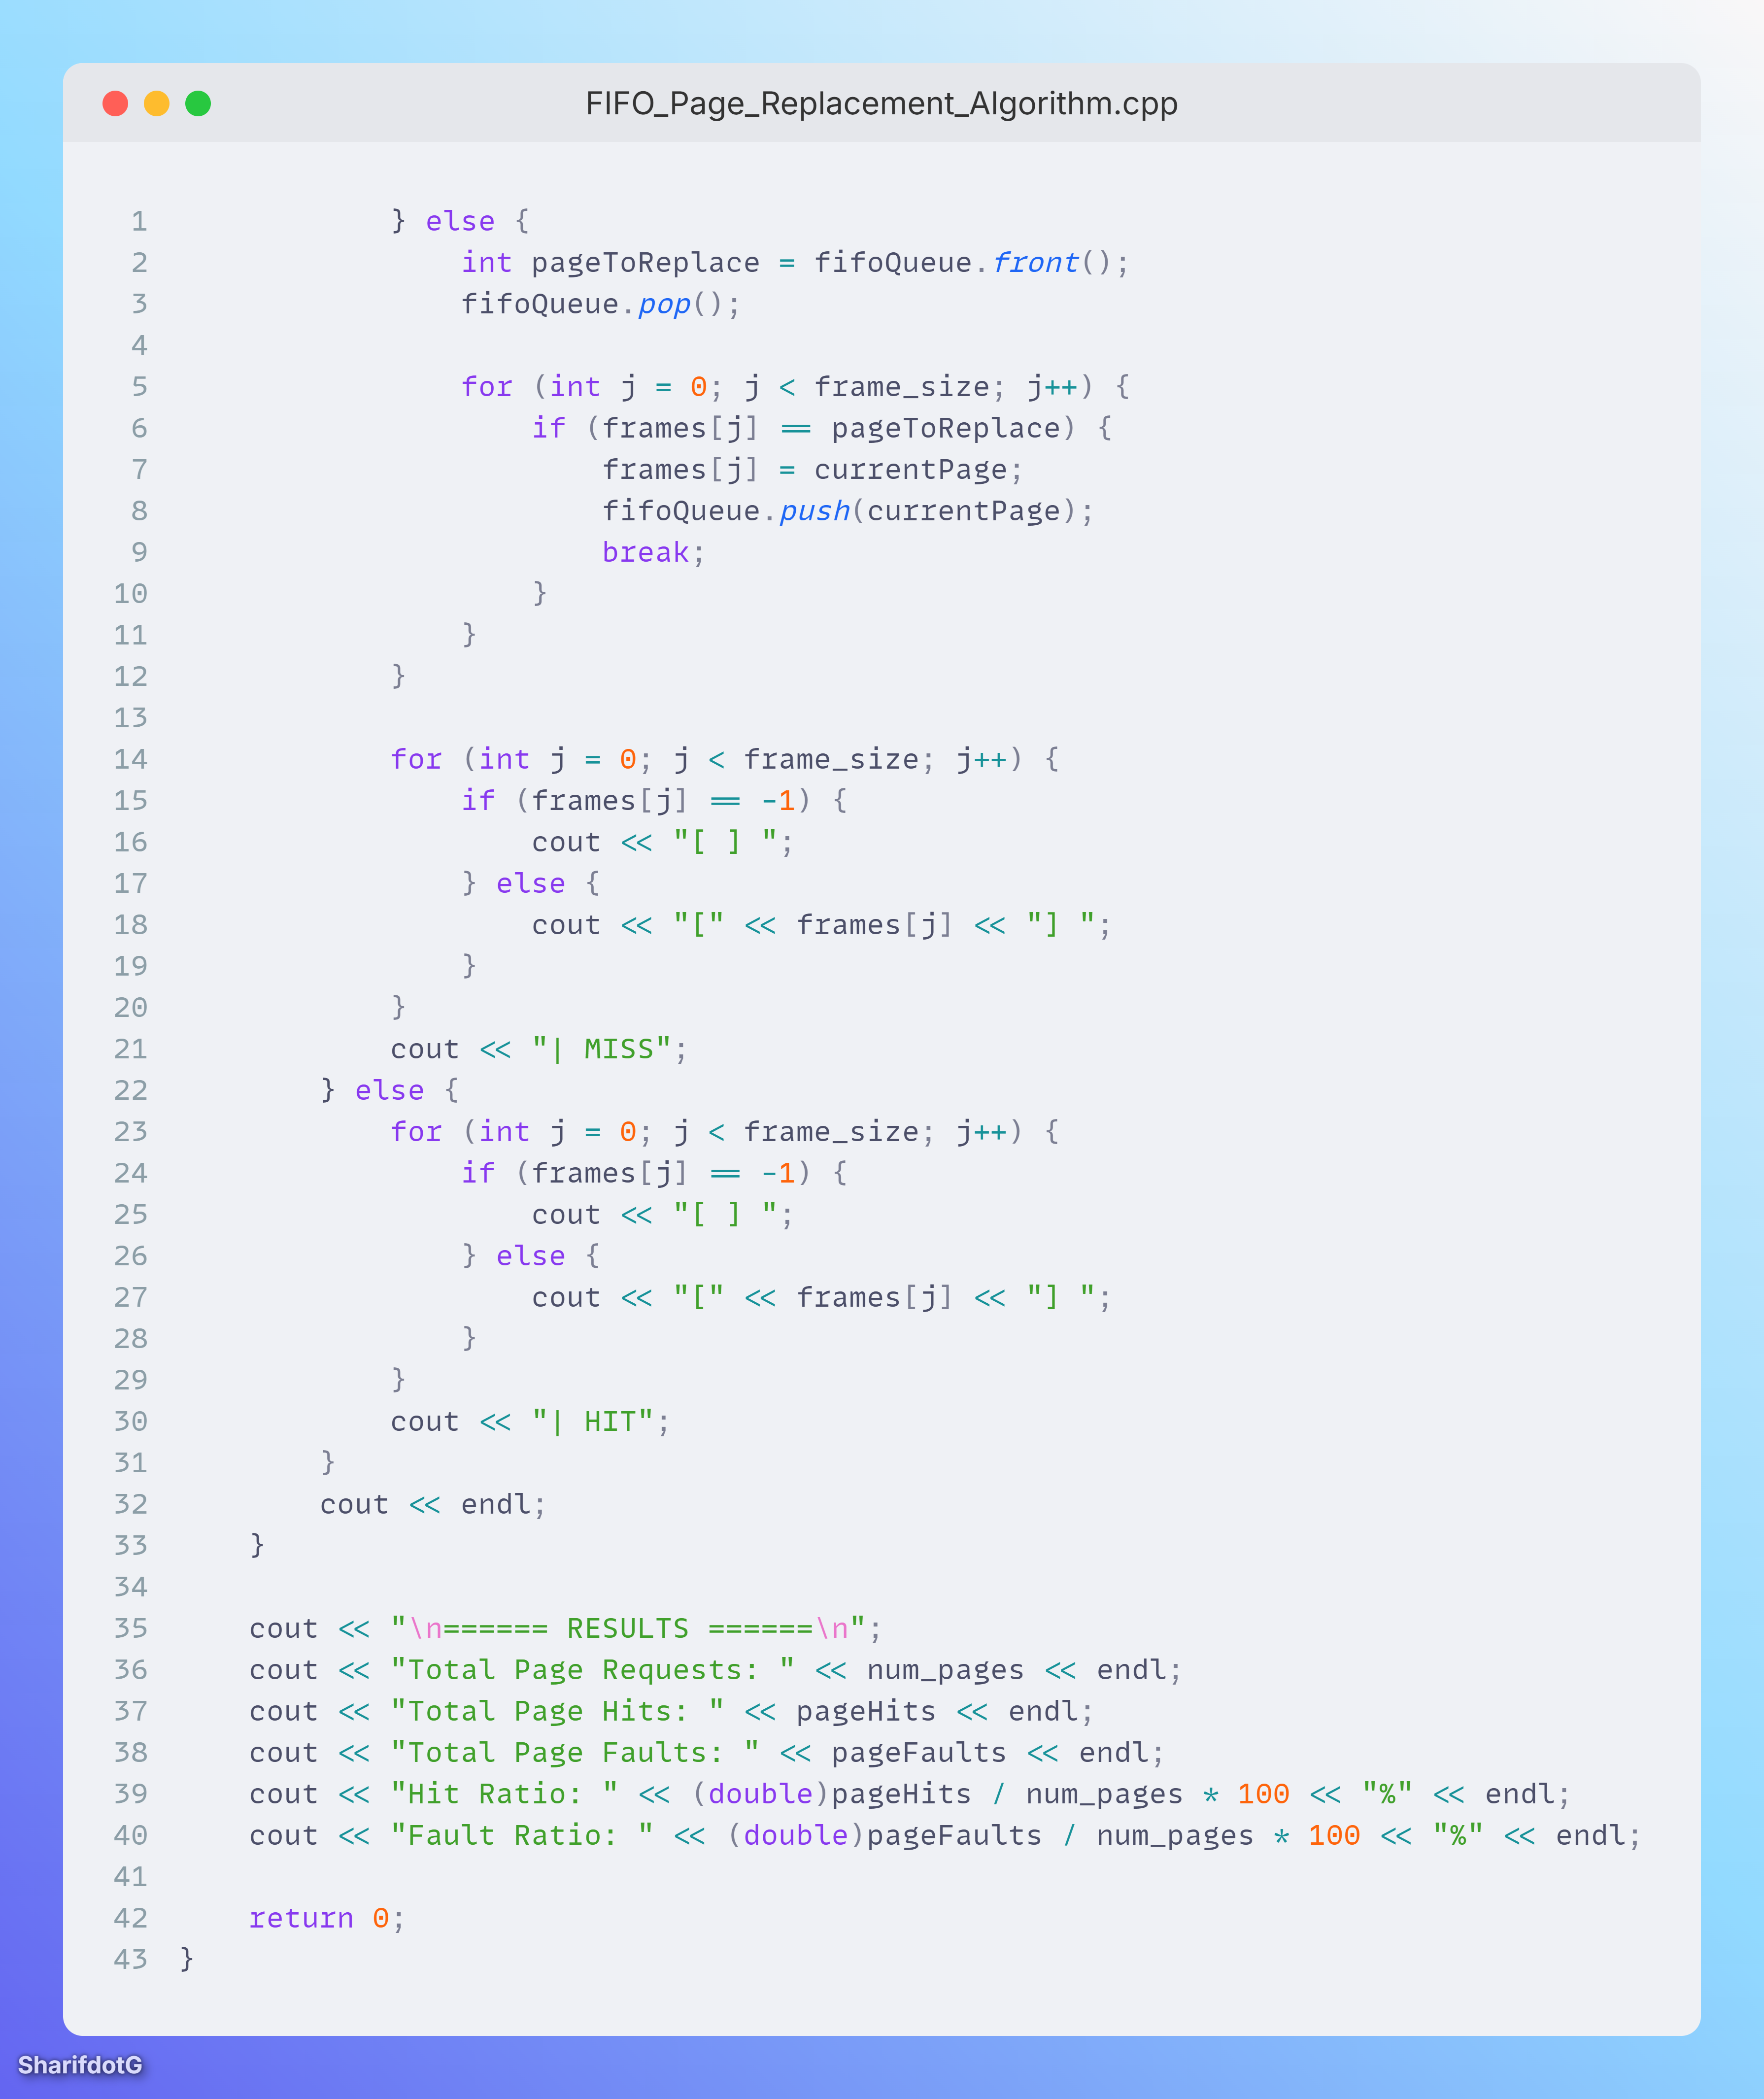 FIFO_Page_Replacement_Algorithm.cpp
1 } else {
2 int pageToReplace = fifoQueue.front();
3 fifoQueue.pop();
4
5 for (int j = 0; j < frame_size; j++) {
6 if (frames[j] == pageToReplace) {
7 frames[j] = currentPage;
8 fifoQueue.push(currentPage);
9 break;
10 }
11 }
12 }
13
14 for (int j = 0; j < frame_size; j++) {
15 if (frames[j] == -1) {
16 cout << "[ ] ";
17 } else {
18 cout << "[" << frames[j] << "] ";
19 }
20 }
21 cout << "| MISS";
22 } else {
23 for (int j = 0; j < frame_size; j++) {
24 if (frames[j] == -1) {
25 cout << "[ ] ";
26 } else {
27 cout << "[" << frames[j] << "] ";
28 }
29 }
30 cout << "| HIT";
31 }
32 cout << endl;
33 }
34
35 cout << "\n====== RESULTS ======\n";
36 cout << "Total Page Requests: " << num_pages << endl;
37 cout << "Total Page Hits: " << pageHits << endl;
38 cout << "Total Page Faults: " << pageFaults << endl;
39 cout << "Hit Ratio: " << (double)pageHits / num_pages * 100 << "%" << endl;
40 cout << "Fault Ratio: " << (double)pageFaults / num_pages * 100 << "%" << endl;
41
42 return 0;
43 }
SharifdotG